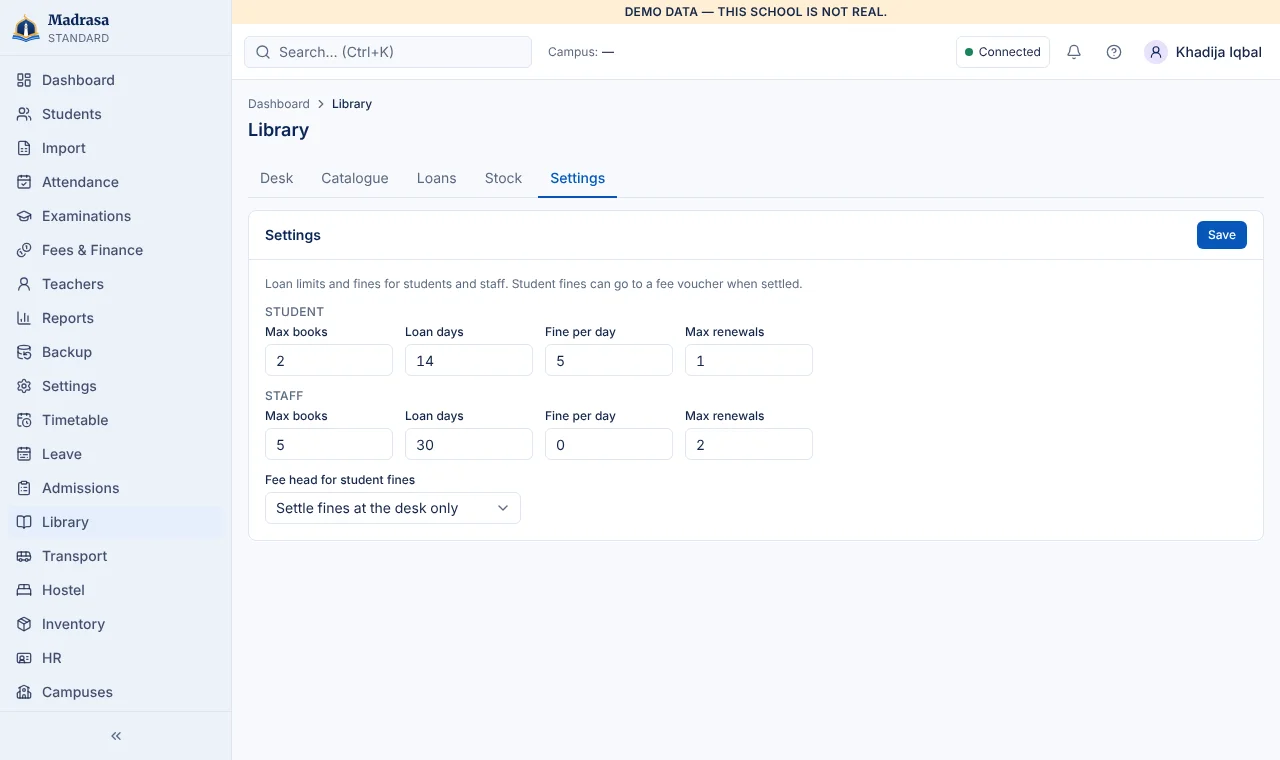 DEMO DATA — THIS SCHOOL IS NOT REAL.
Madrasa
STANDARD
Search... (Ctrl+K)
Campus: —
Connected
Khadija Iqbal
Dashboard
Students
Import
Attendance
Examinations
Fees & Finance
Teachers
Reports
Backup
Settings
Timetable
Leave
Admissions
Library
Transport
Hostel
Inventory
HR
Campuses
Dashboard > Library
Library
Desk Catalogue Loans Stock Settings
Settings
Save
Loan limits and fines for students and staff. Student fines can go to a fee voucher when settled.
STUDENT
Max books Loan days Fine per day Max renewals
2 14 5 1
STAFF
Max books Loan days Fine per day Max renewals
5 30 0 2
Fee head for student fines
Settle fines at the desk only